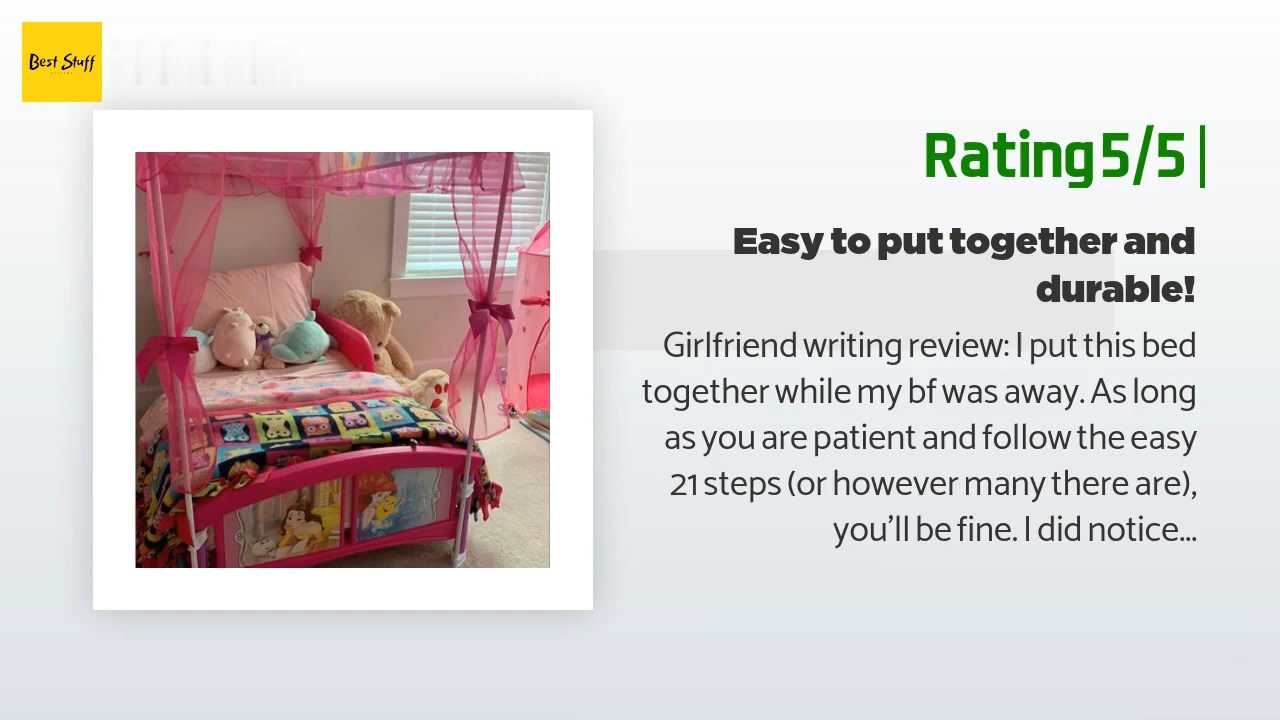 Best Stuff
Rating 5/5
Easy to put together and
durable!
Girlfriend writing review: I put this bed
together while my bf was away. As long
as you are patient and follow the easy
21 steps (or however many there are),
you'll be fine. I did notice...